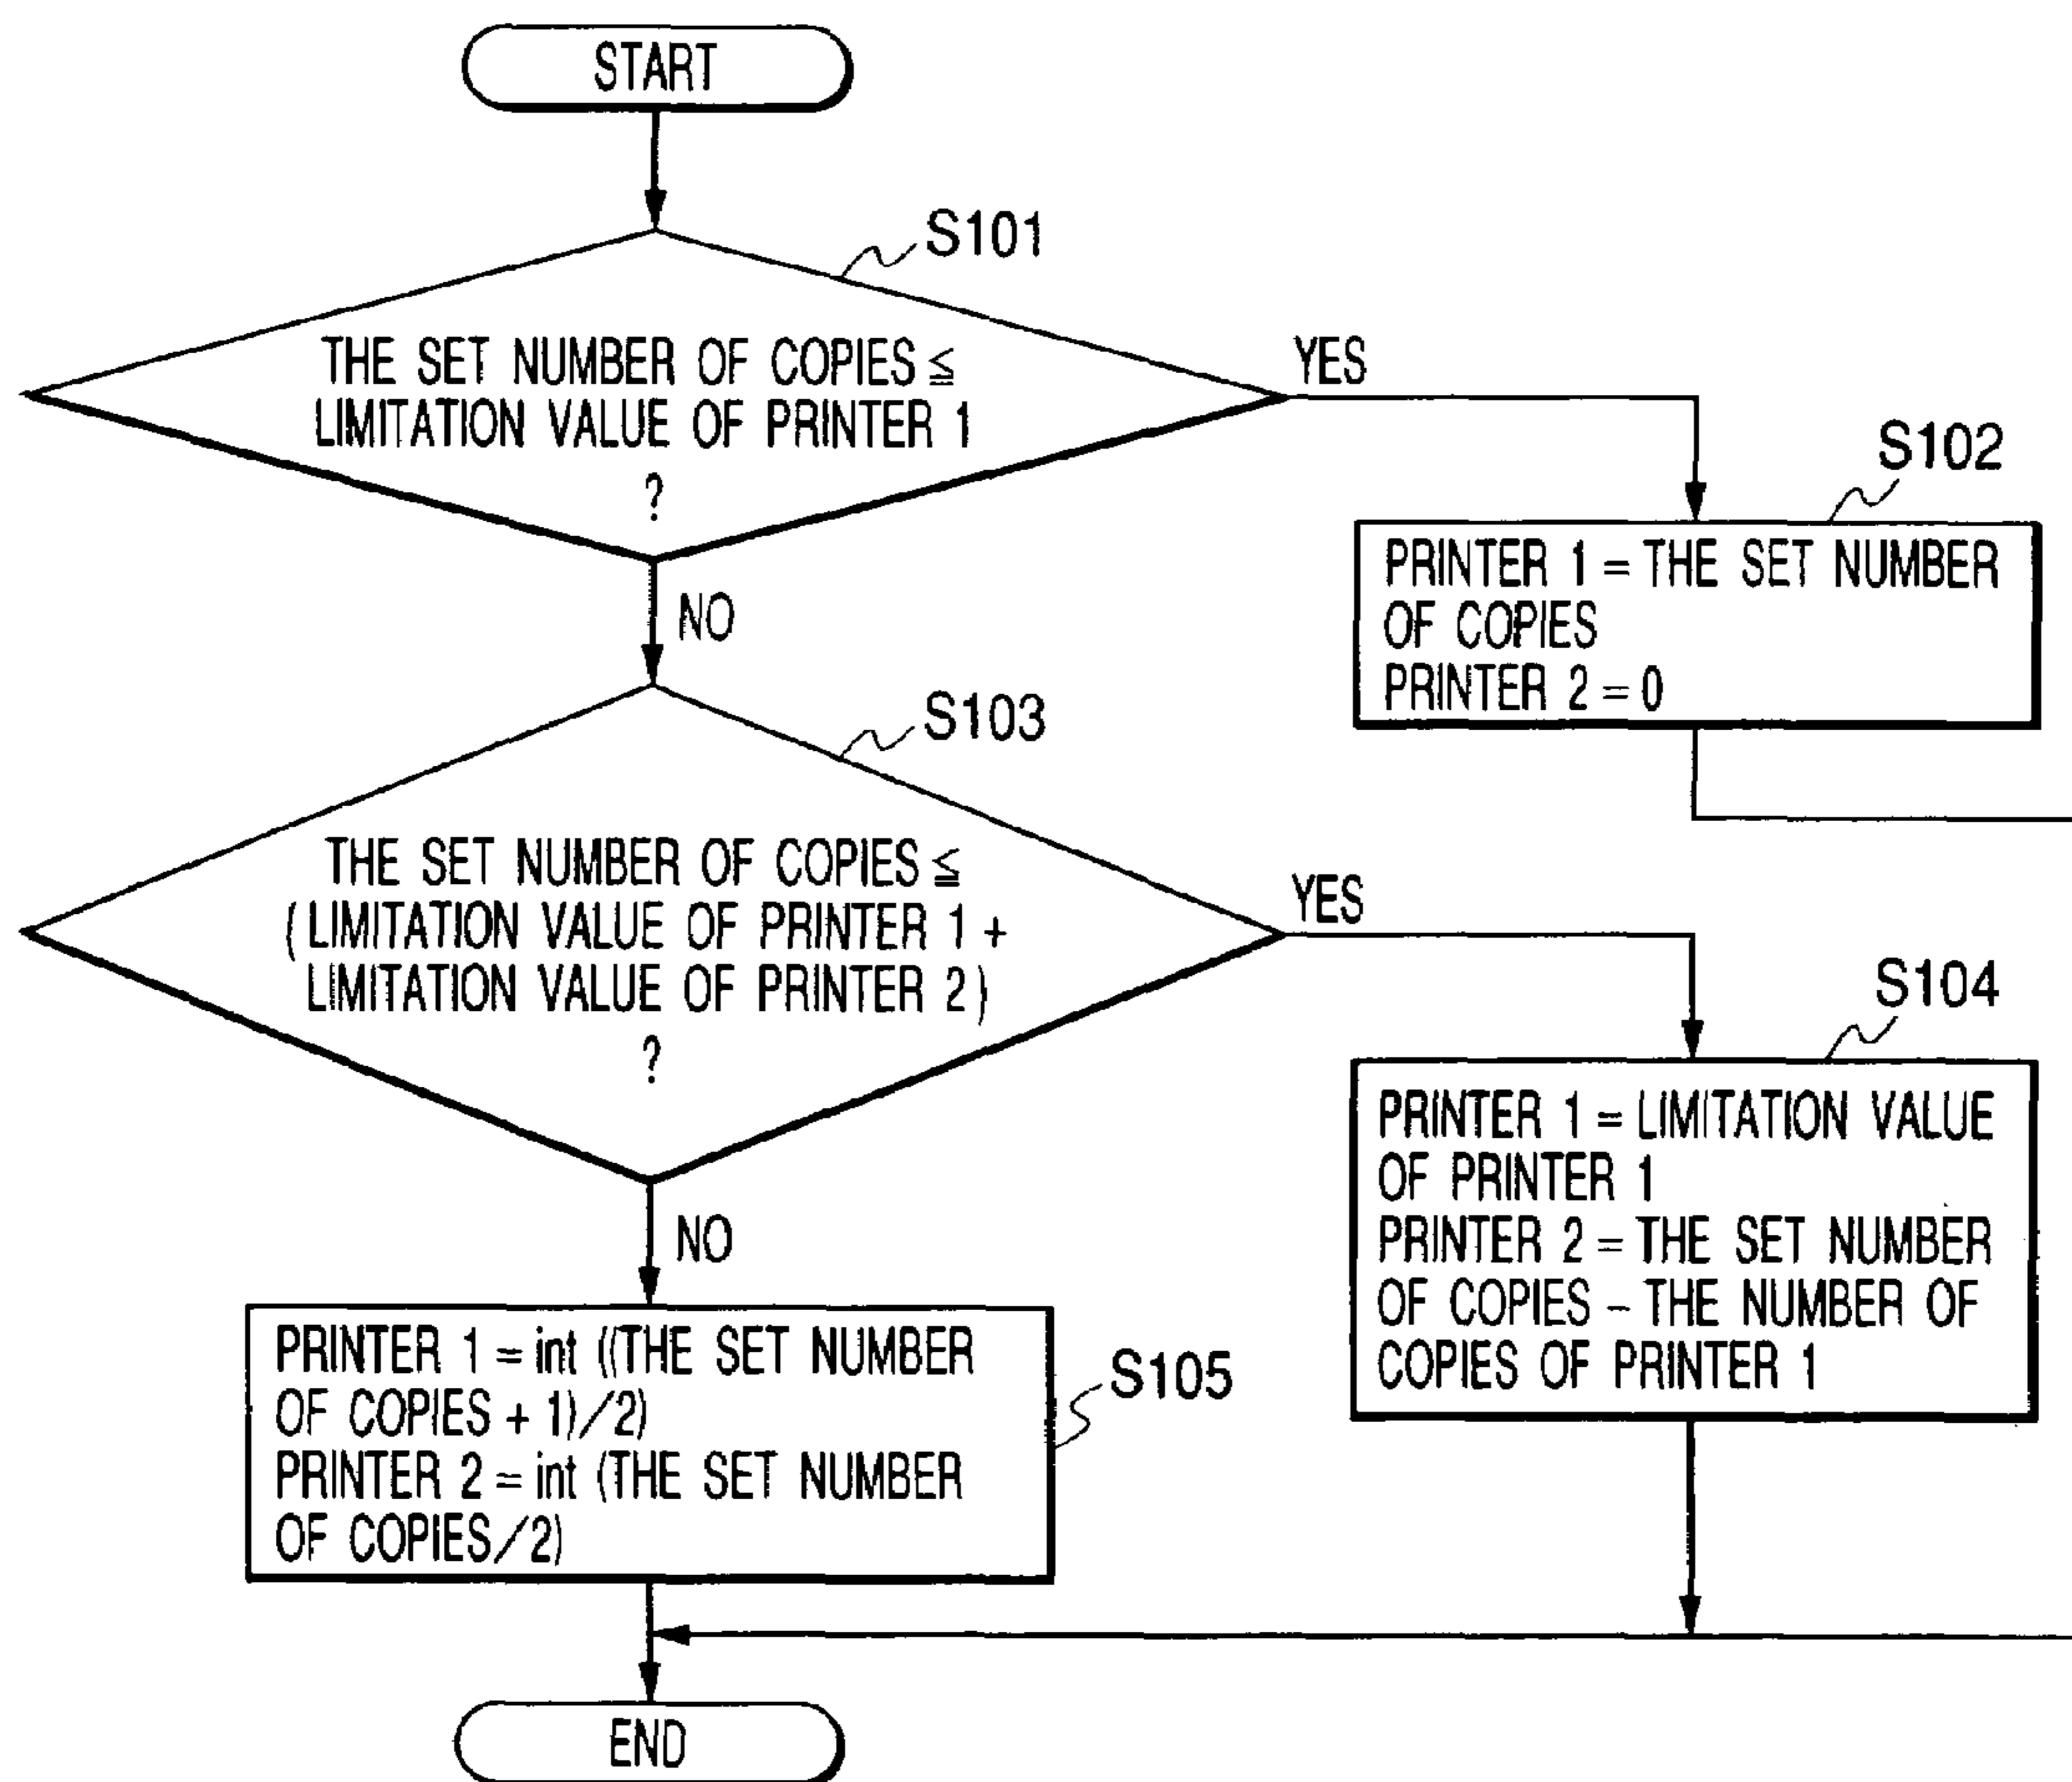 START
S101
THE SET NUMBER OF COPIES ≦
LIMITATION VALUE OF PRINTER 1
?
YES
S102
PRINTER 1 = THE SET NUMBER
OF COPIES
PRINTER 2 = 0
NO
S103
THE SET NUMBER OF COPIES ≦
(LIMITATION VALUE OF PRINTER 1 +
LIMITATION VALUE OF PRINTER 2)
?
YES
S104
PRINTER 1 = LIMITATION VALUE
OF PRINTER 1
PRINTER 2 = THE SET NUMBER
OF COPIES – THE NUMBER OF
COPIES OF PRINTER 1
NO
S105
PRINTER 1 = int ((THE SET NUMBER
OF COPIES + 1)/2)
PRINTER 2 = int (THE SET NUMBER
OF COPIES/2)
END